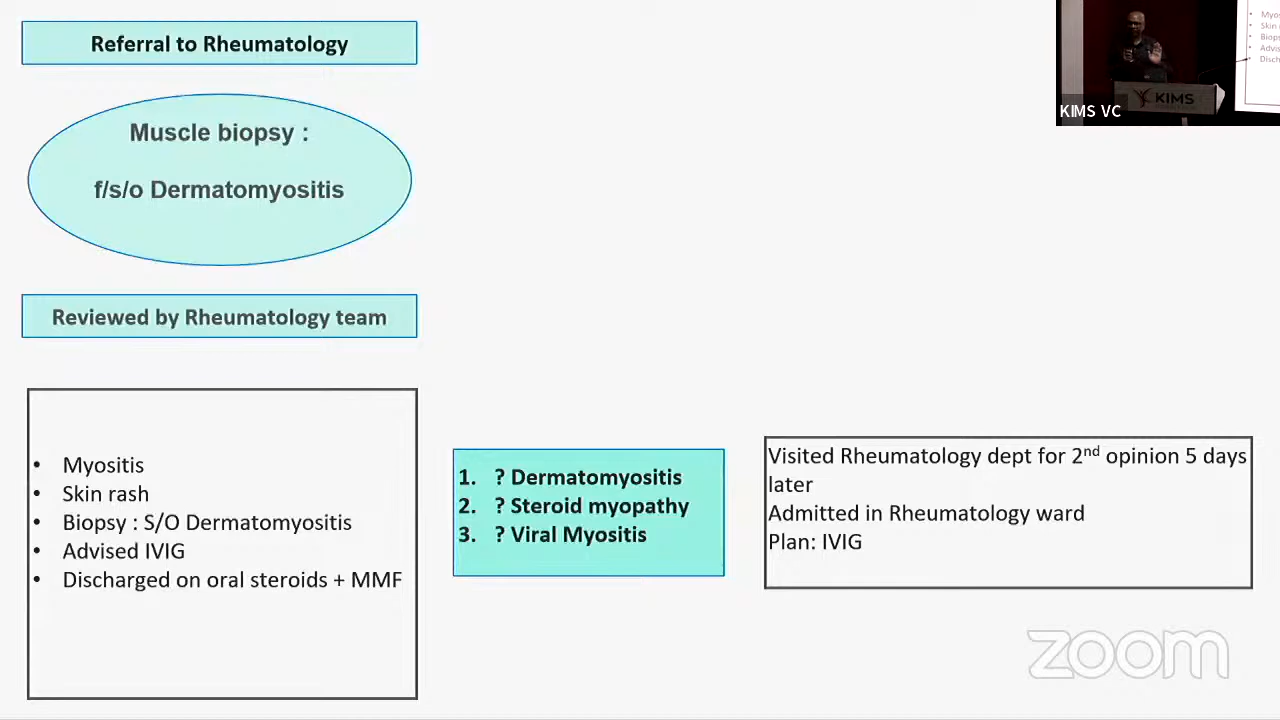 Referral to Rheumatology
Muscle biopsy :
f/s/o Dermatomyositis
Reviewed by Rheumatology team
• Myositis
• Skin rash
• Biopsy : S/O Dermatomyositis
• Advised IVIG
• Discharged on oral steroids + MMF
1. ? Dermatomyositis
2. ? Steroid myopathy
3. ? Viral Myositis
Visited Rheumatology dept for 2nd opinion 5 days
later
Admitted in Rheumatology ward
Plan: IVIG
KIMS
KIMS VC
zoom